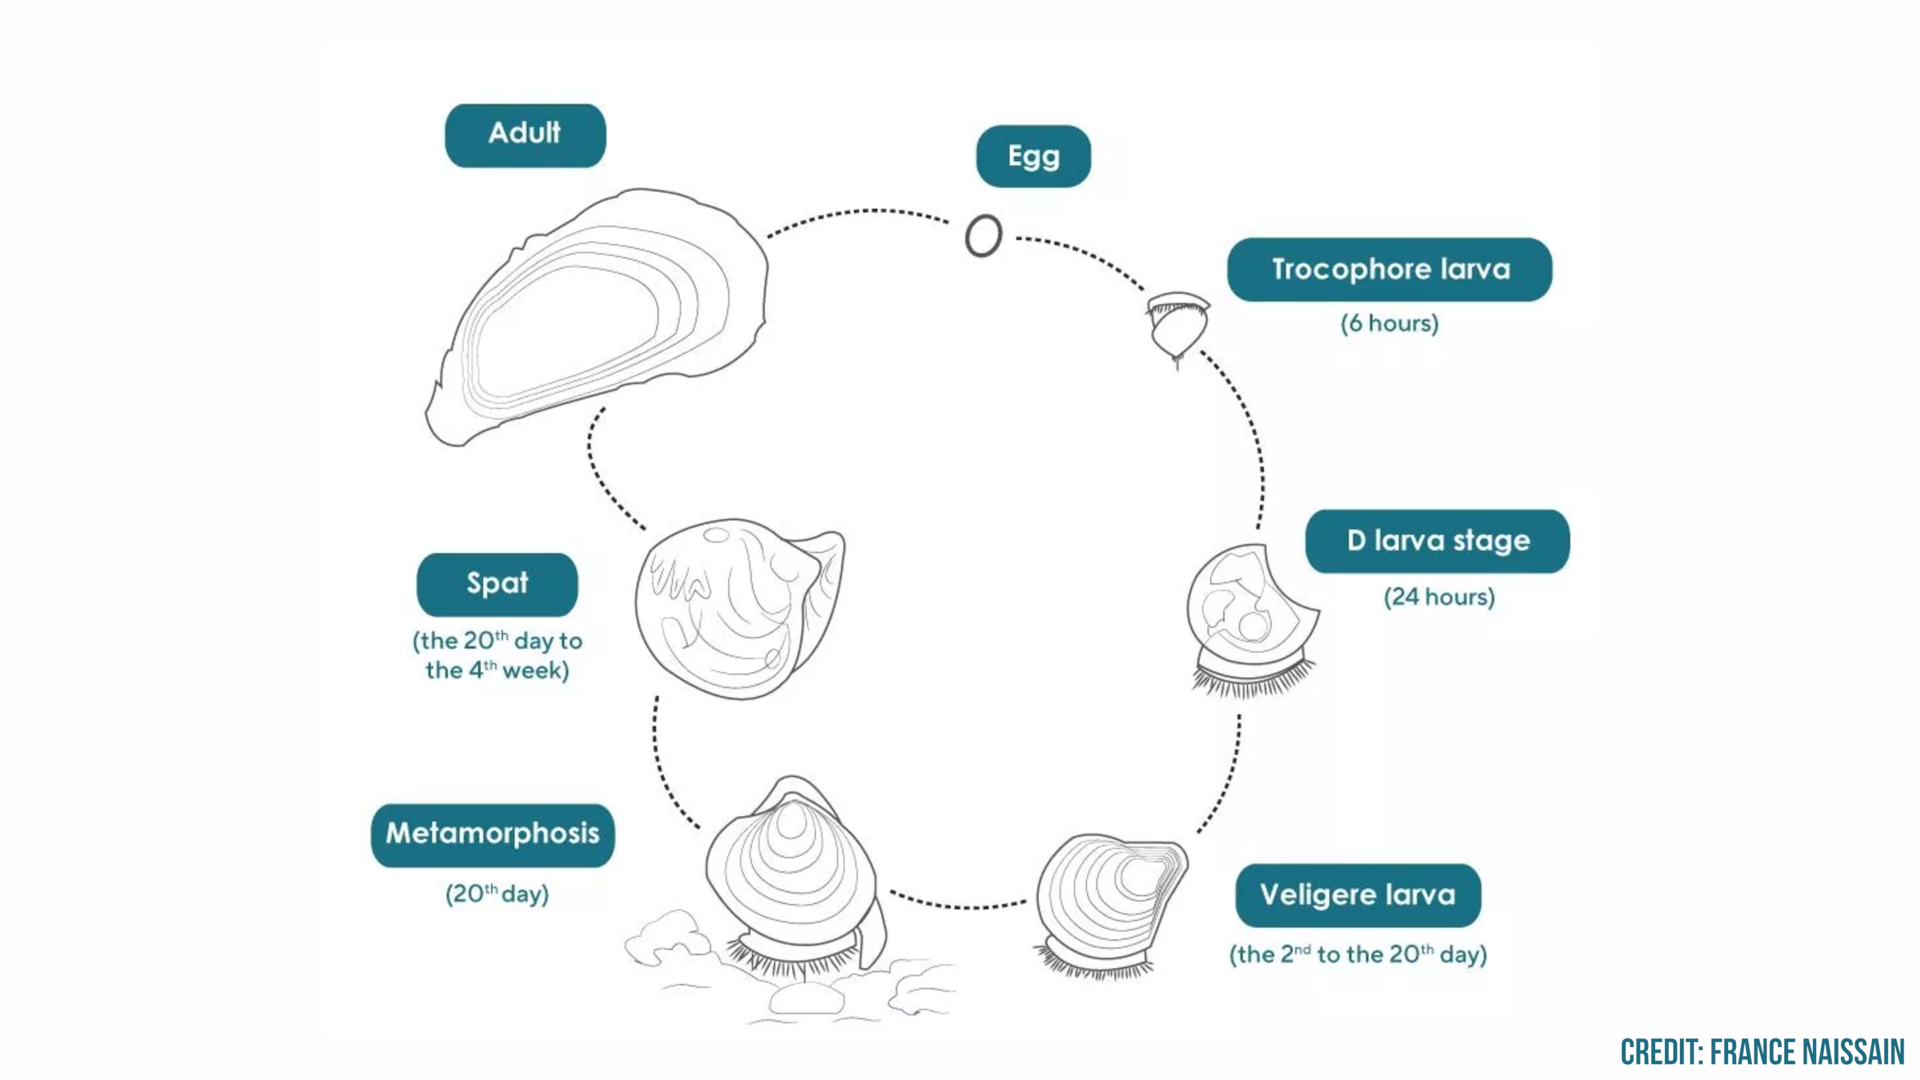 Adult
Egg
Trocophore larva
(6 hours)
D larva stage
(24 hours)
Veligere larva
(the 2nd to the 20th day)
Metamorphosis
(20th day)
Spat
(the 20th day to
the 4th week)
CREDIT: FRANCE NAISSAIN